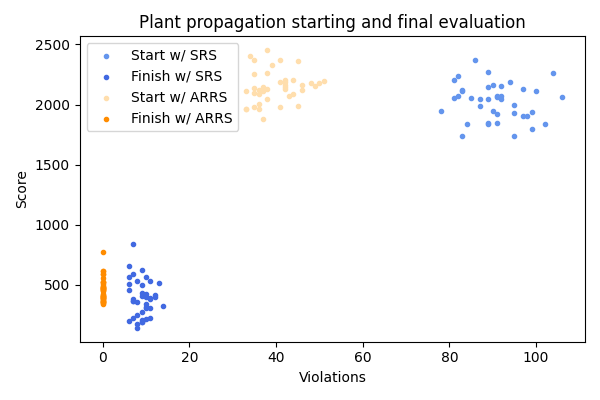 Plant propagation starting and final evaluation
Start w/ SRS
Finish w/ SRS
Start w/ ARRS
Finish w/ ARRS
2500
2000
1500
1000
500
Score
0
20
40
60
80
100
Violations